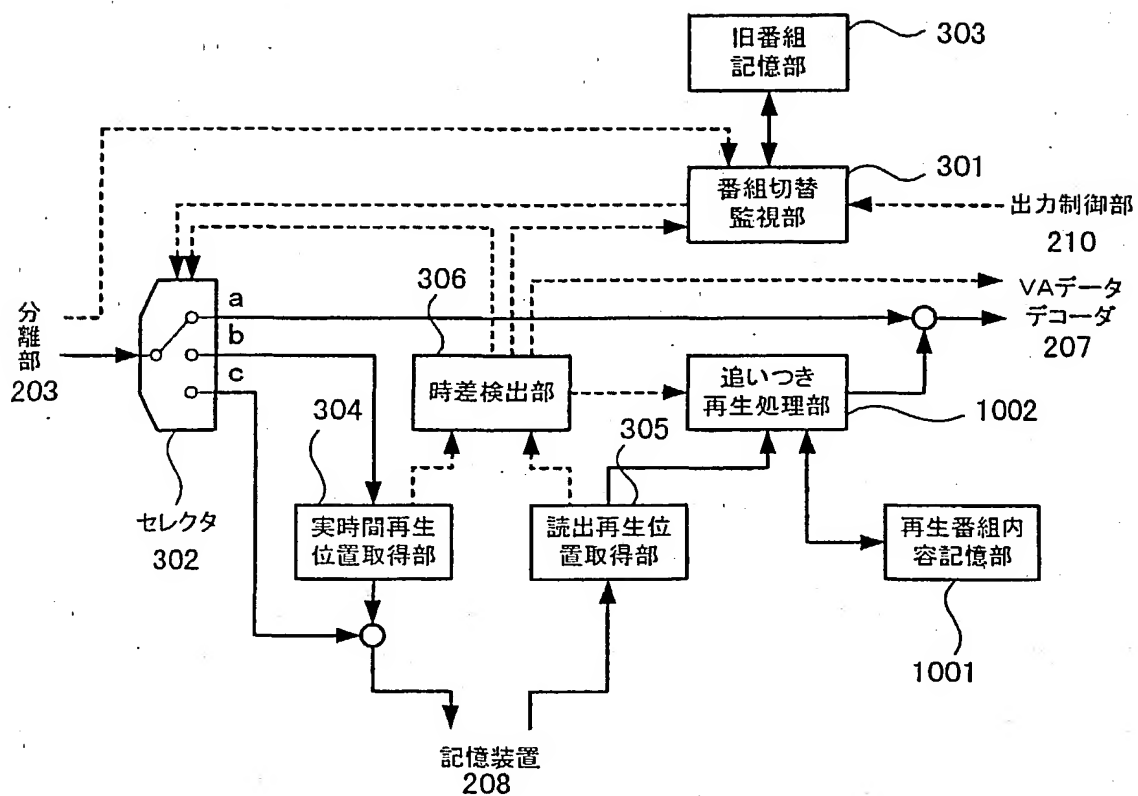 旧番組
記憶部
303
番組切替
監視部
301
出力制御部
210
分離部
203
a
b
c
306
VAデータ
デコーダ
207
時差検出部
追いつき
再生処理部
1002
304
305
セレクタ
302
実時間再生
位置取得部
読出再生位
置取得部
再生番組内
容記憶部
1001
記憶装置
208